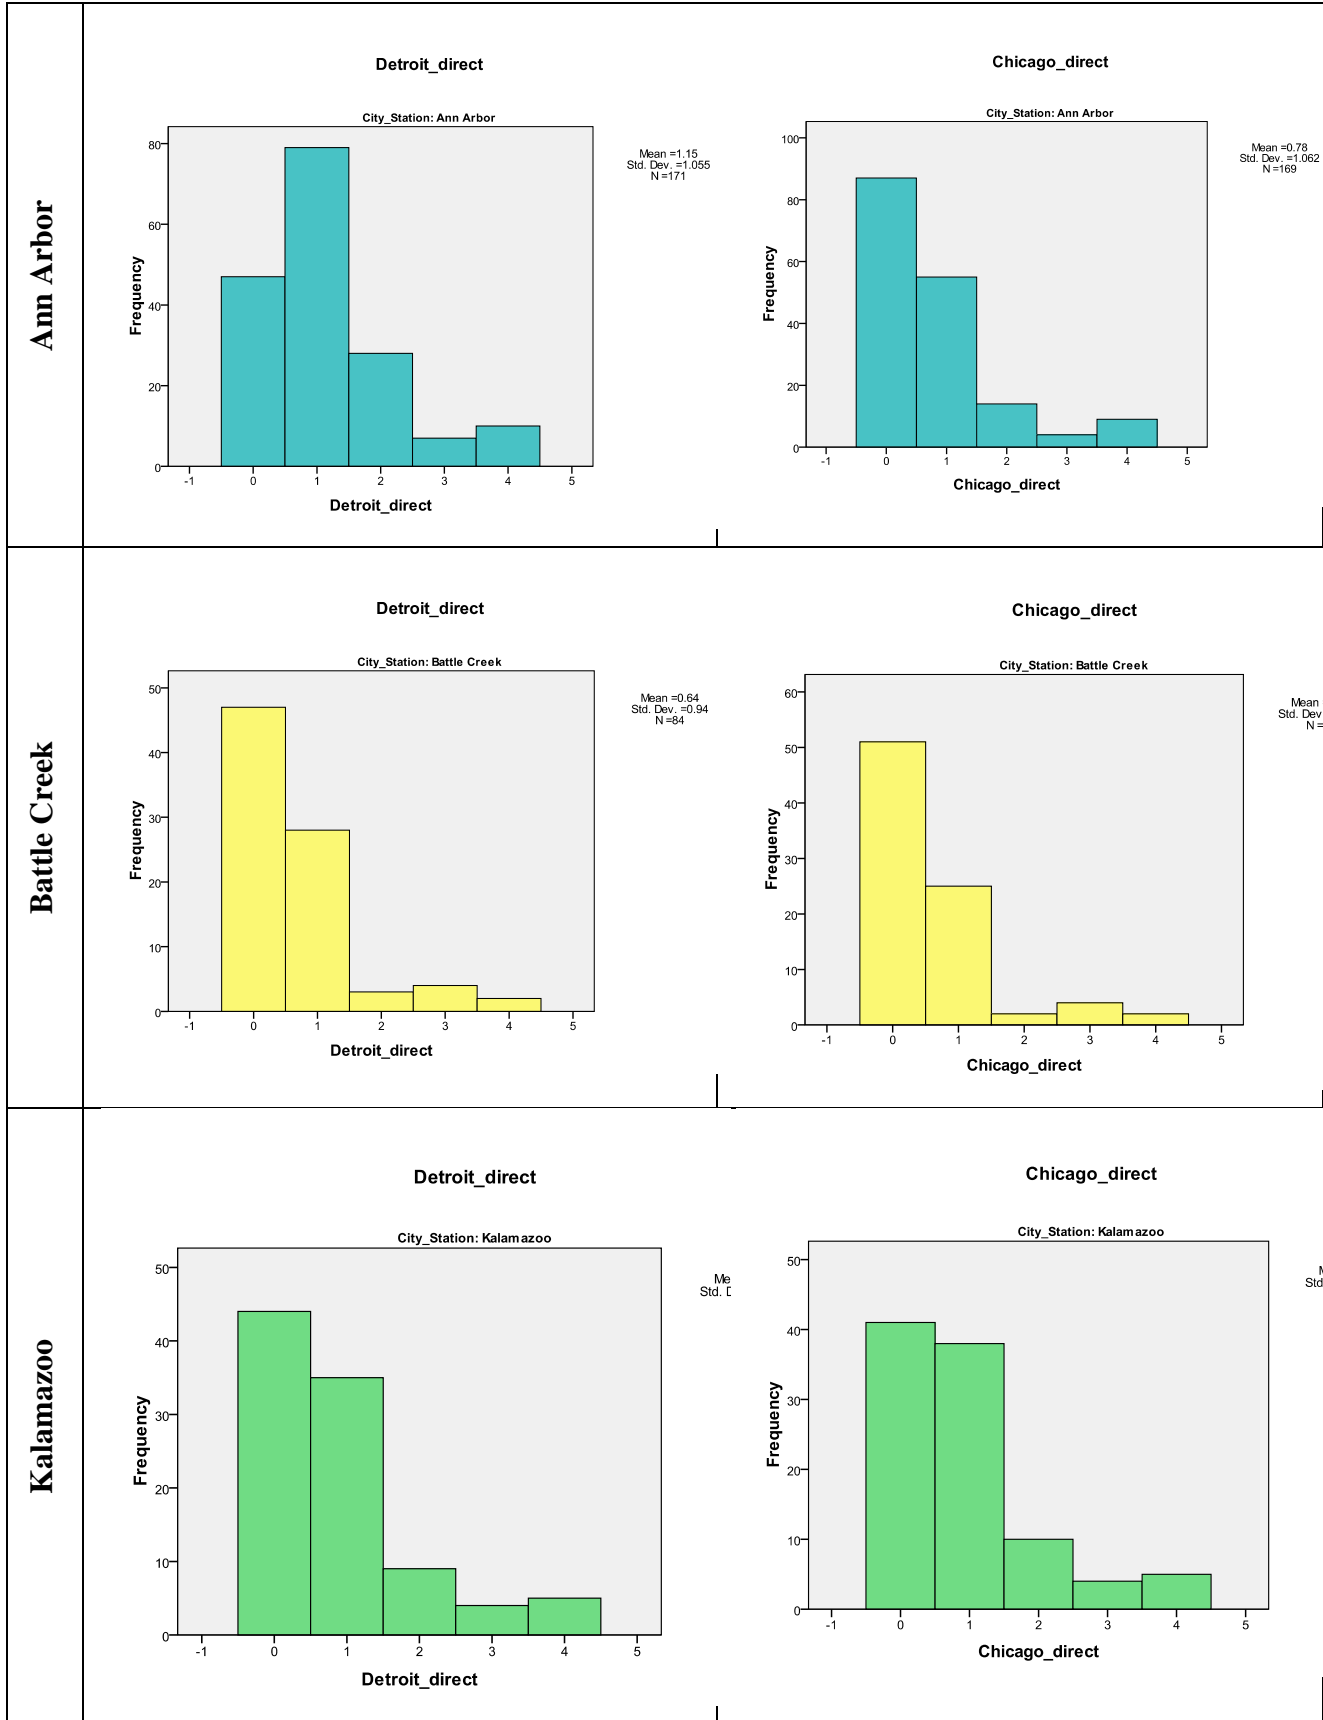 Ann Arbor
Detroit_direct
City_Station: Ann Arbor
Mean =1.15
Std. Dev. =1.055
N =171
Frequency
80
60
40
20
0
-1 0 1 2 3 4 5
Detroit_direct
Chicago_direct
City_Station: Ann Arbor
Mean =0.78
Std. Dev. =1.062
N =169
Frequency
100
80
60
40
20
0
-1 0 1 2 3 4 5
Chicago_direct
Battle Creek
Detroit_direct
City_Station: Battle Creek
Mean =0.64
Std. Dev. =0.94
N =84
Frequency
50
40
30
20
10
0
-1 0 1 2 3 4 5
Detroit_direct
Chicago_direct
City_Station: Battle Creek
Mean
Std. Dev
N =
Frequency
60
50
40
30
20
10
0
-1 0 1 2 3 4 5
Chicago_direct
Kalamazoo
Detroit_direct
City_Station: Kalamazoo
Me
Std.
Frequency
50
40
30
20
10
0
-1 0 1 2 3 4 5
Detroit_direct
Chicago_direct
City_Station: Kalamazoo
Std
Frequency
50
40
30
20
10
0
-1 0 1 2 3 4 5
Chicago_direct